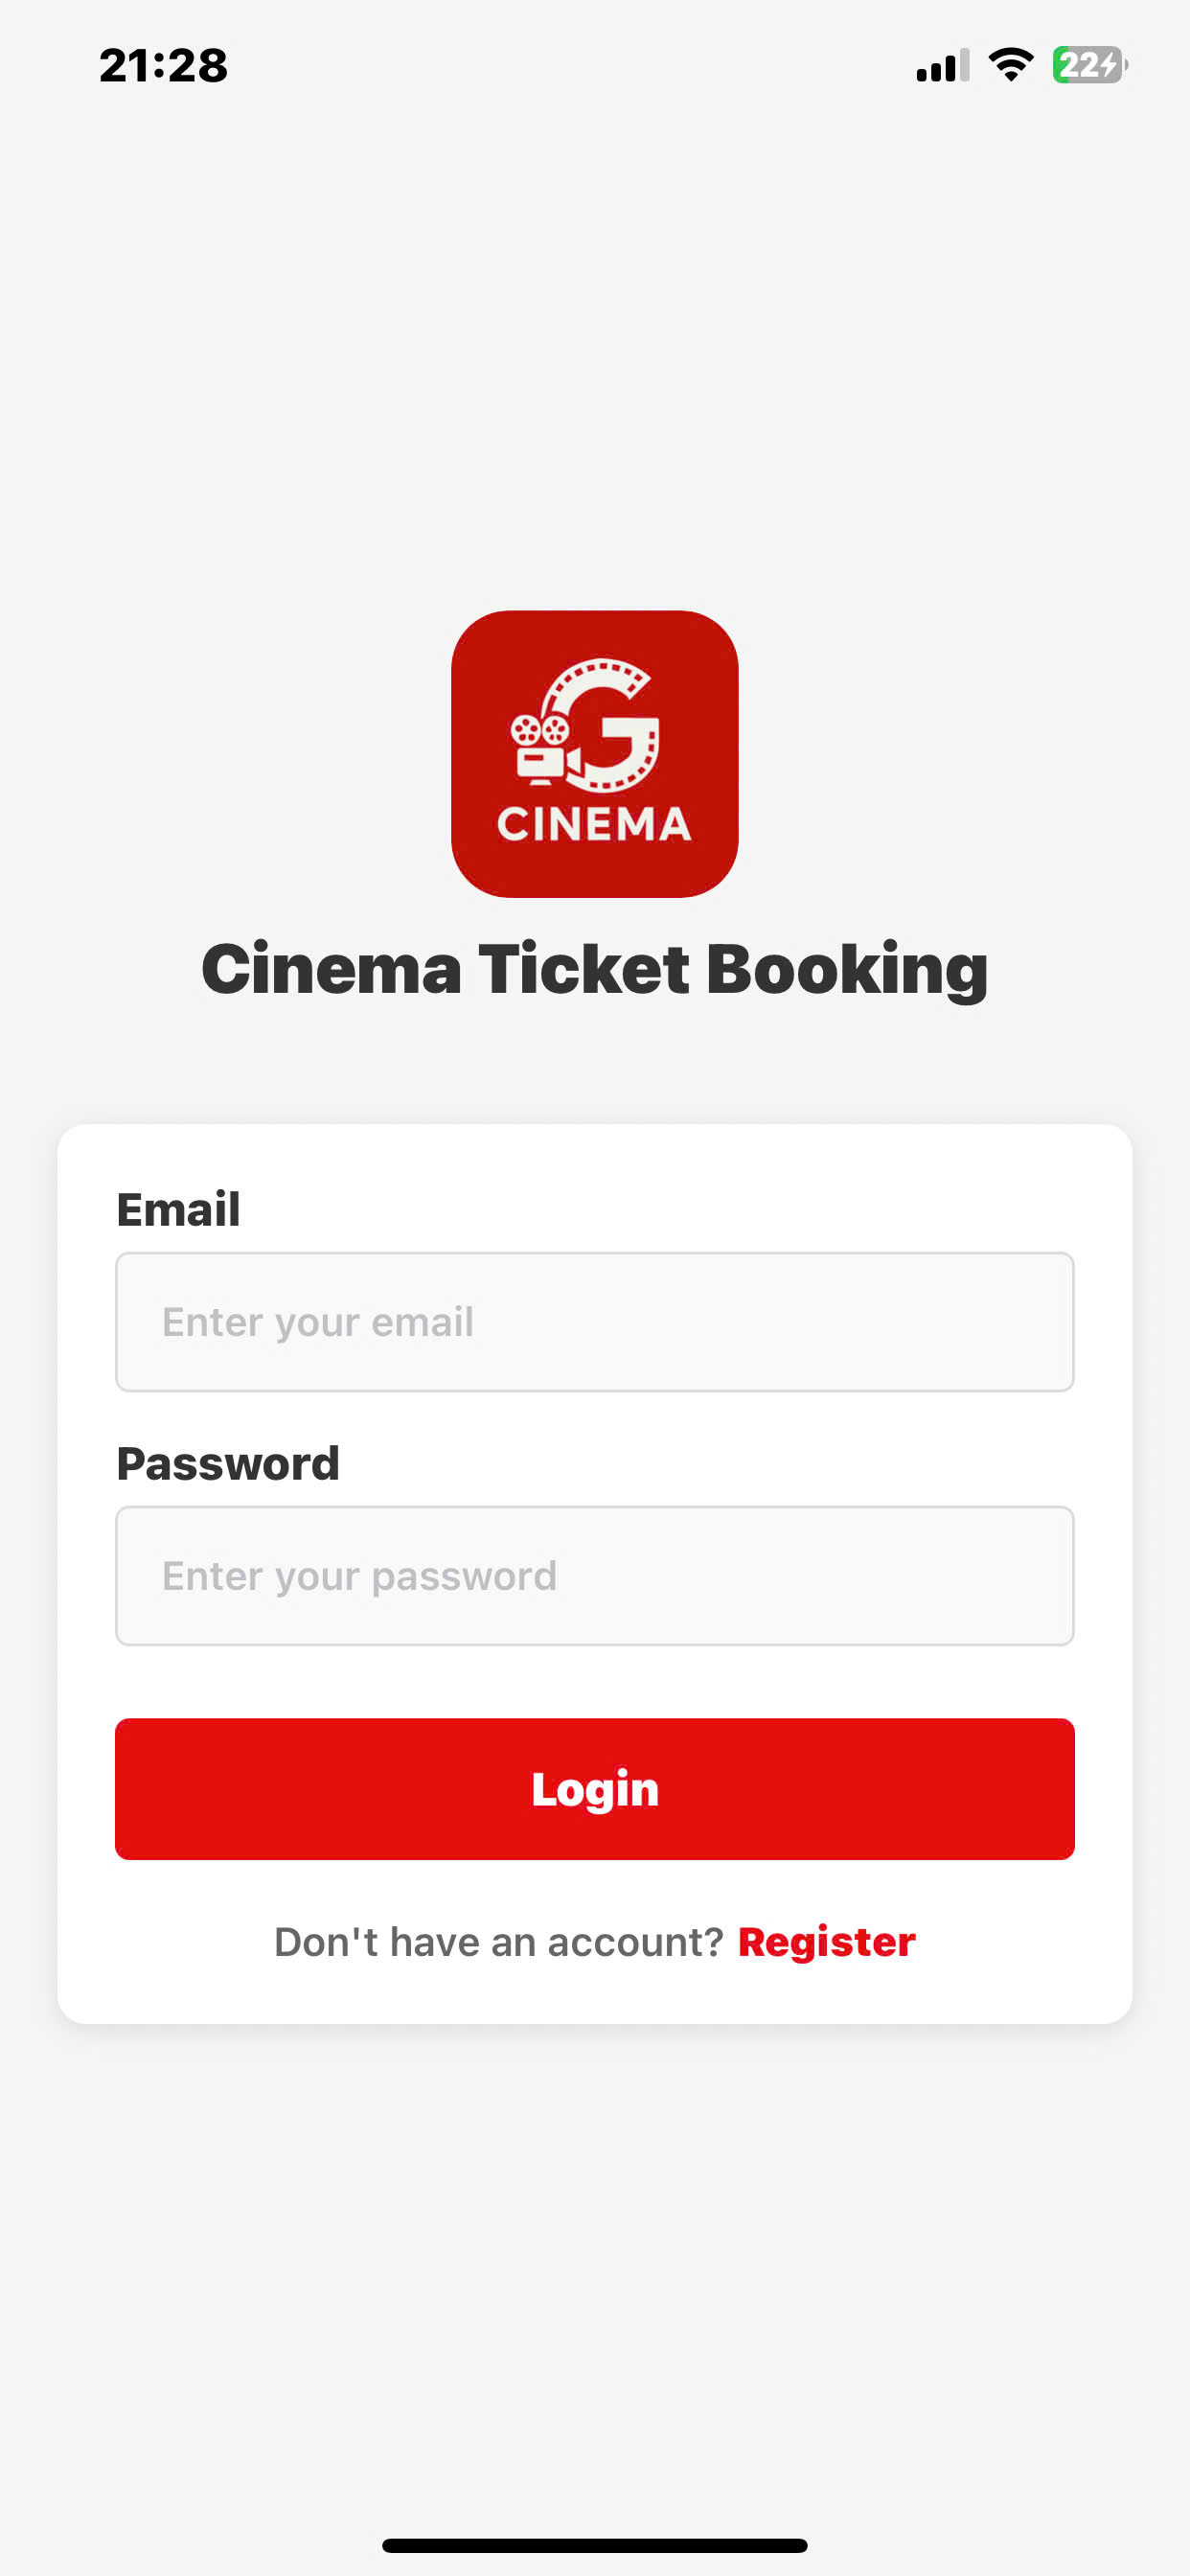 21:28
22
G
CINEMA
Cinema Ticket Booking
Email
Enter your email
Password
Enter your password
Login
Don't have an account? Register